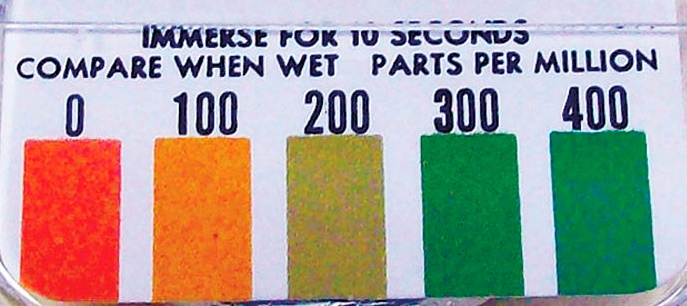 IMMERSE FOR 10 SECONDS
COMPARE WHEN WET PARTS PER MILLION
0 100 200 300 400